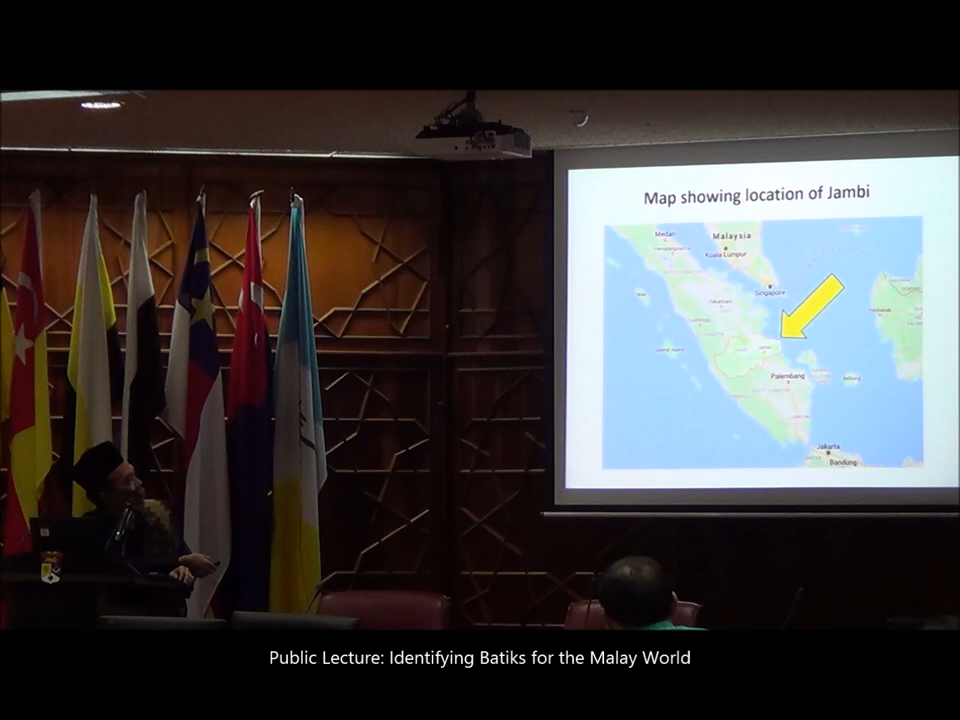 Map showing location of Jambi
Medan
Malaysia
Kuala Lumpur
Singapore
Palembang
Jakarta
Bandung
Public Lecture: Identifying Batiks for the Malay World